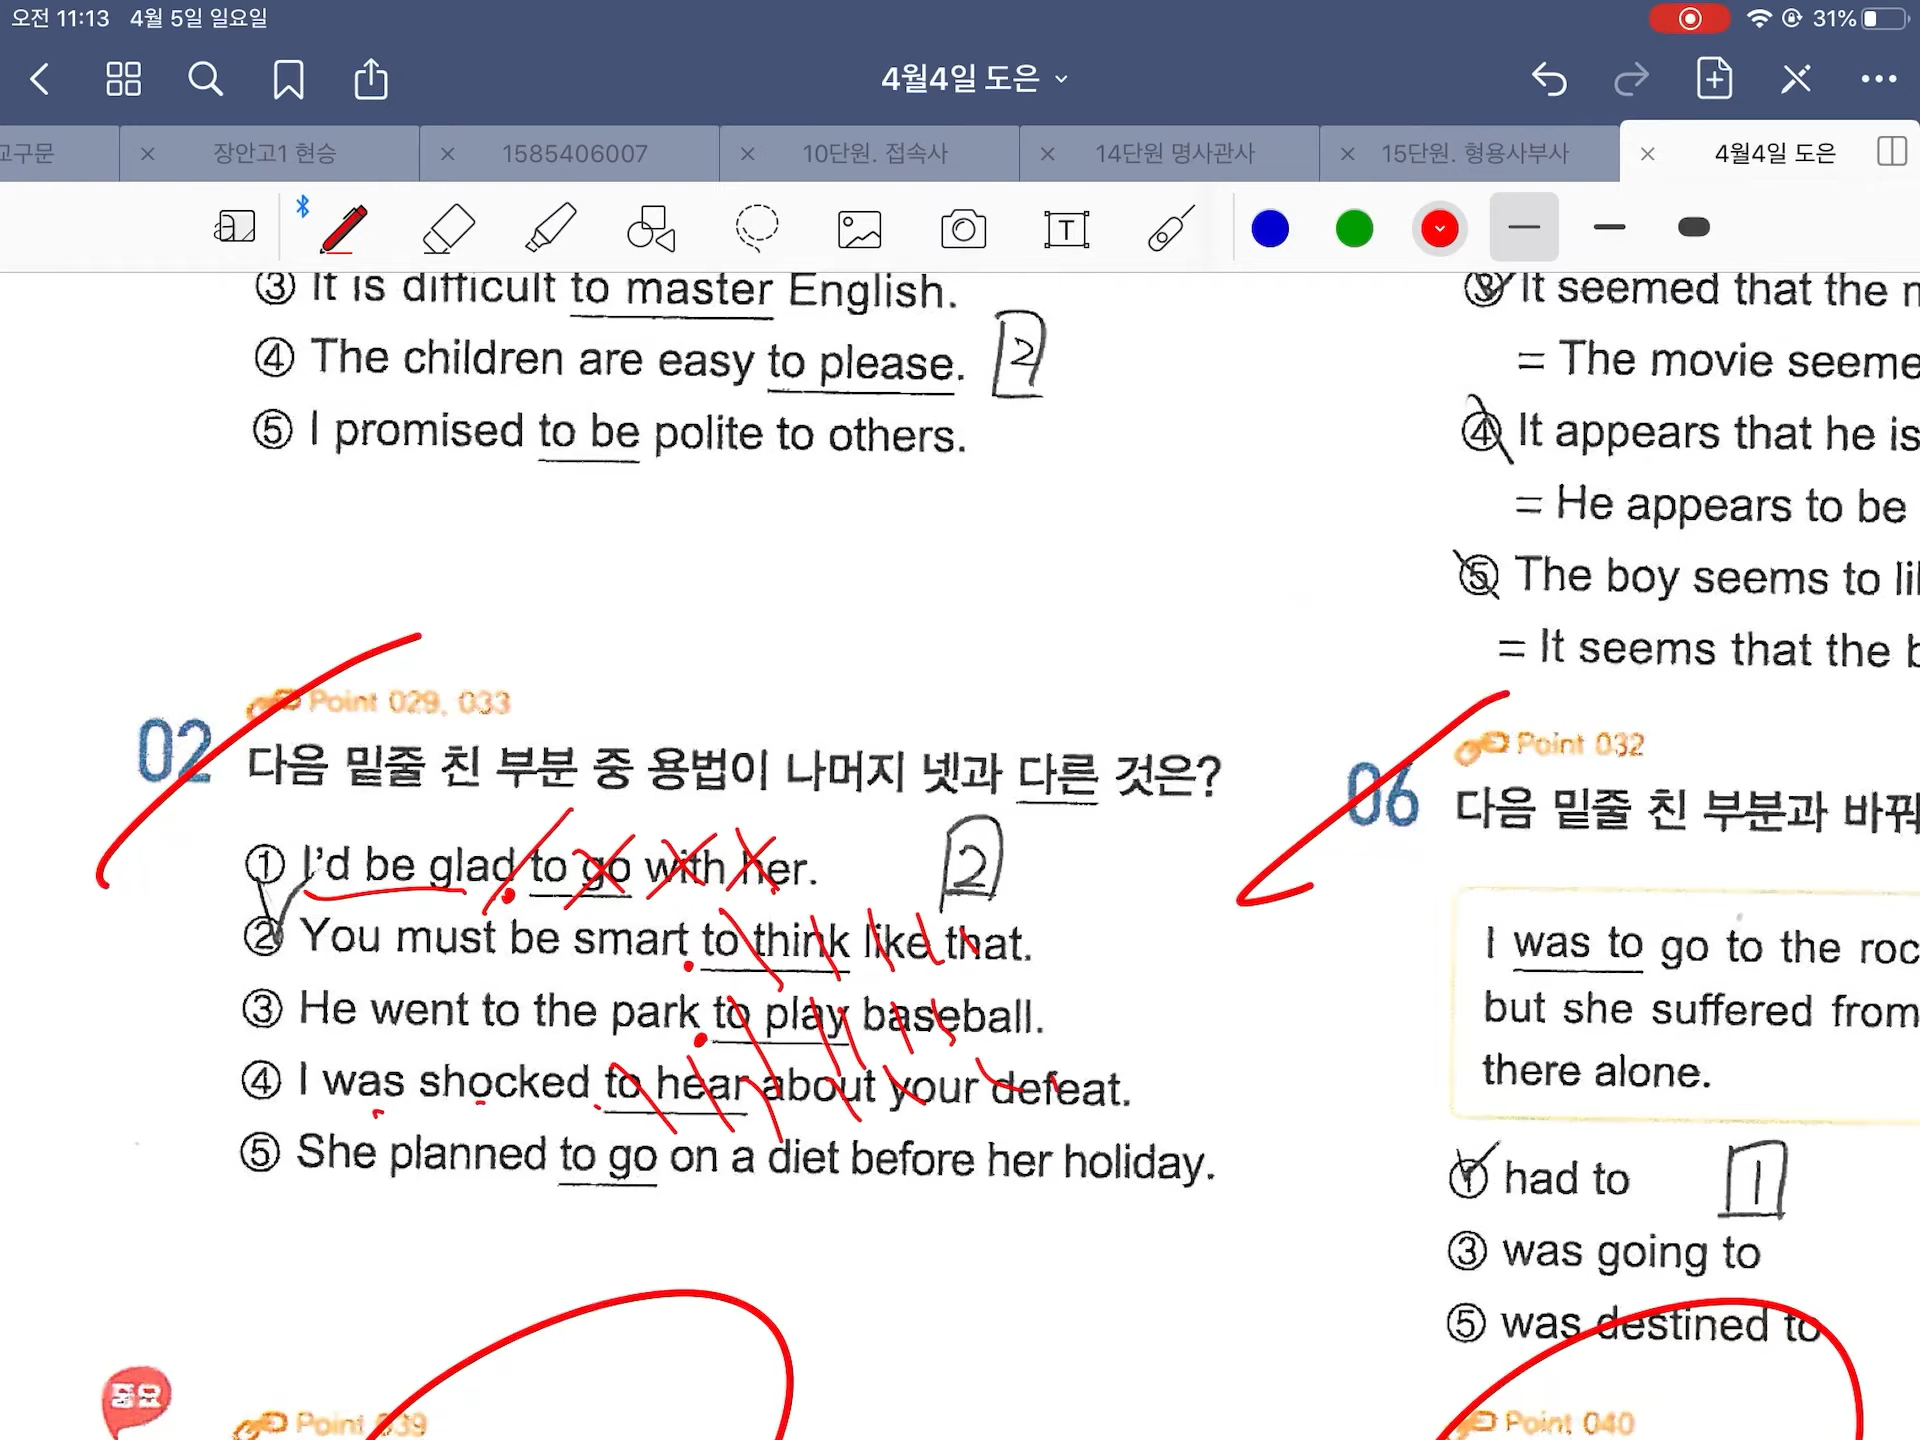 오전 11:13 4월 5일 일요일
31%
4월4일 도은
교구문
장안고1 현승
1585406007
10단원. 접속사
14단원 명사관사
15단원. 형용사부사
4월4일 도은
③ It is difficult to master English.
④ The children are easy to please.
2
⑤ I promised to be polite to others.
Point 029, 033
02 다음 밑줄 친 부분 중 용법이 나머지 넷과 다른 것은?
① I'd be glad to go with her.
2
② You must be smart to think like that.
③ He went to the park to play baseball.
④ I was shocked to hear about your defeat.
⑤ She planned to go on a diet before her holiday.
중요
Point 039
③ It seemed that the
= The movie seeme
④ It appears that he is
= He appears to be
⑤ The boy seems to
= It seems that the
Point 032
06 다음 밑줄 친 부분과 바꿔
I was to go to the roc
but she suffered from
there alone.
① had to
1
③ was going to
⑤ was destined to
Point 040